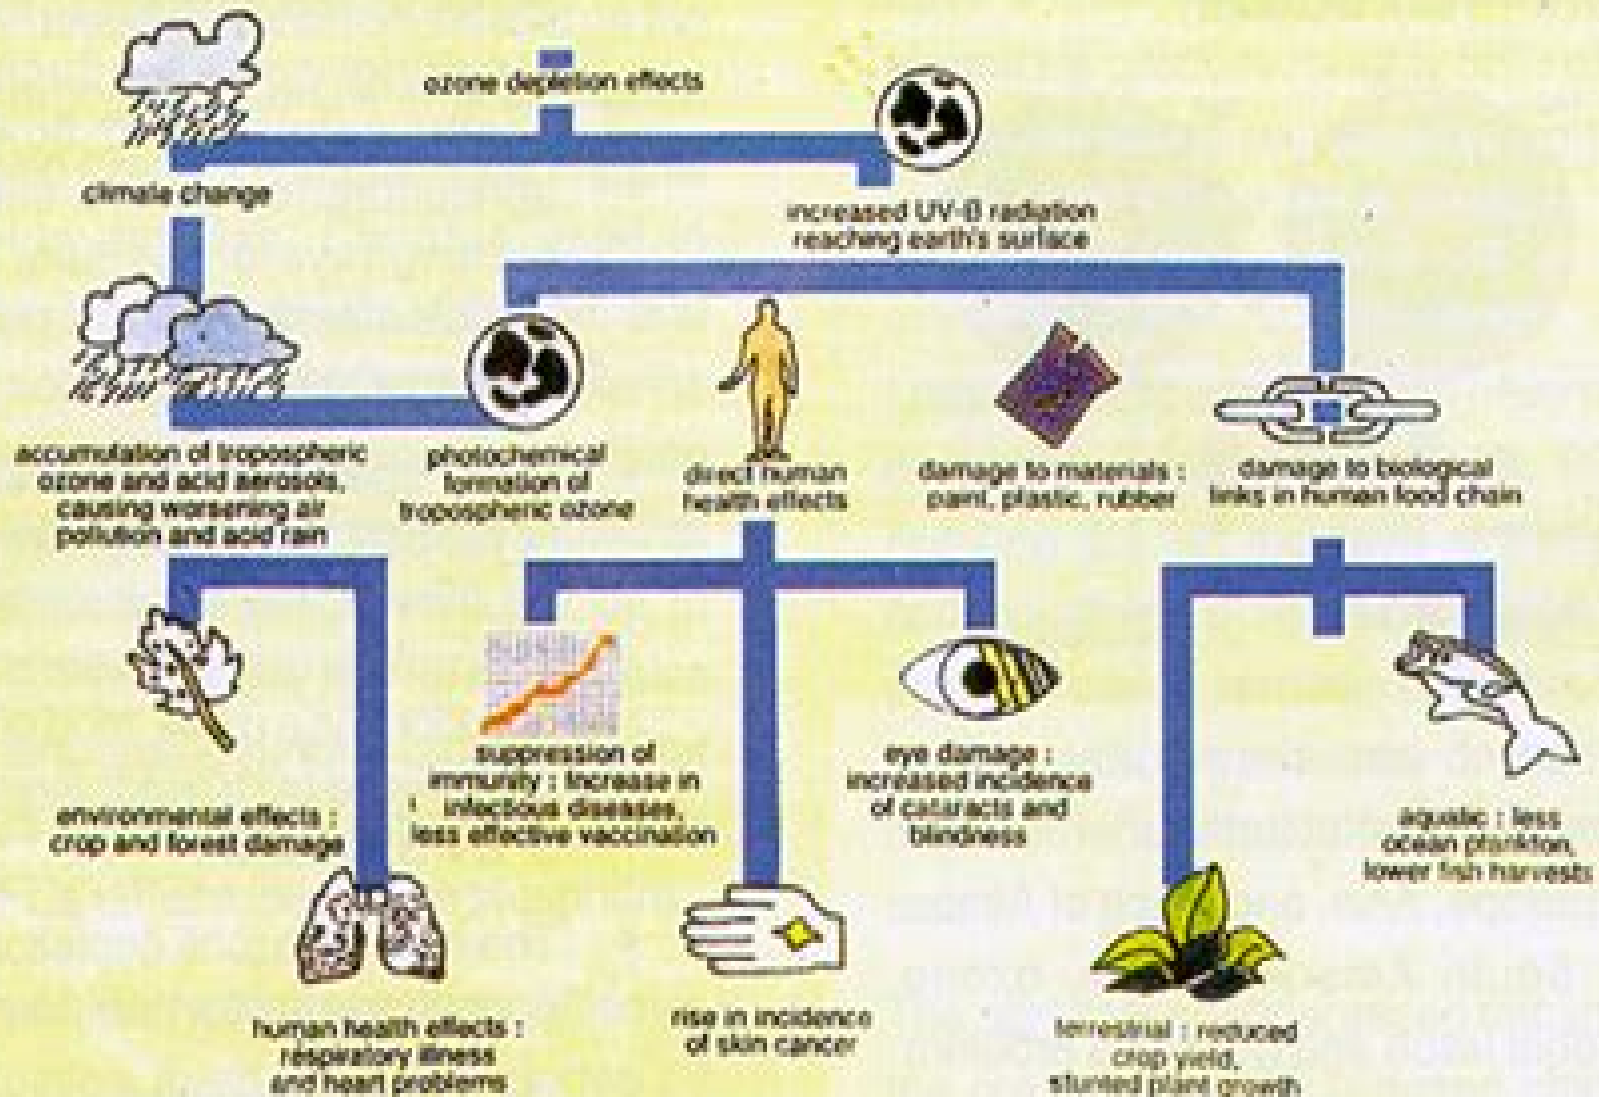 ozone depletion effects
climate change
increased UV-B radiation
reaching earth's surface
accumulation of tropospheric
ozone and acid aerosols,
causing worsening air
pollution and acid rain
photochemical
formation of
tropospheric ozone
direct human
health effects
damage to materials :
paint, plastic, rubber
damage to biological
links in human food chain
environmental effects :
crop and forest damage
suppression of
immunity : Increase in
infectious diseases,
less effective vaccination
eye damage :
increased incidence
of cataracts and
blindness
aquatic : less
ocean plankton,
lower fish harvests
human health effects :
respiratory illness
and heart problems
rise in incidence
of skin cancer
terrestrial : reduced
crop yield,
stunted plant growth